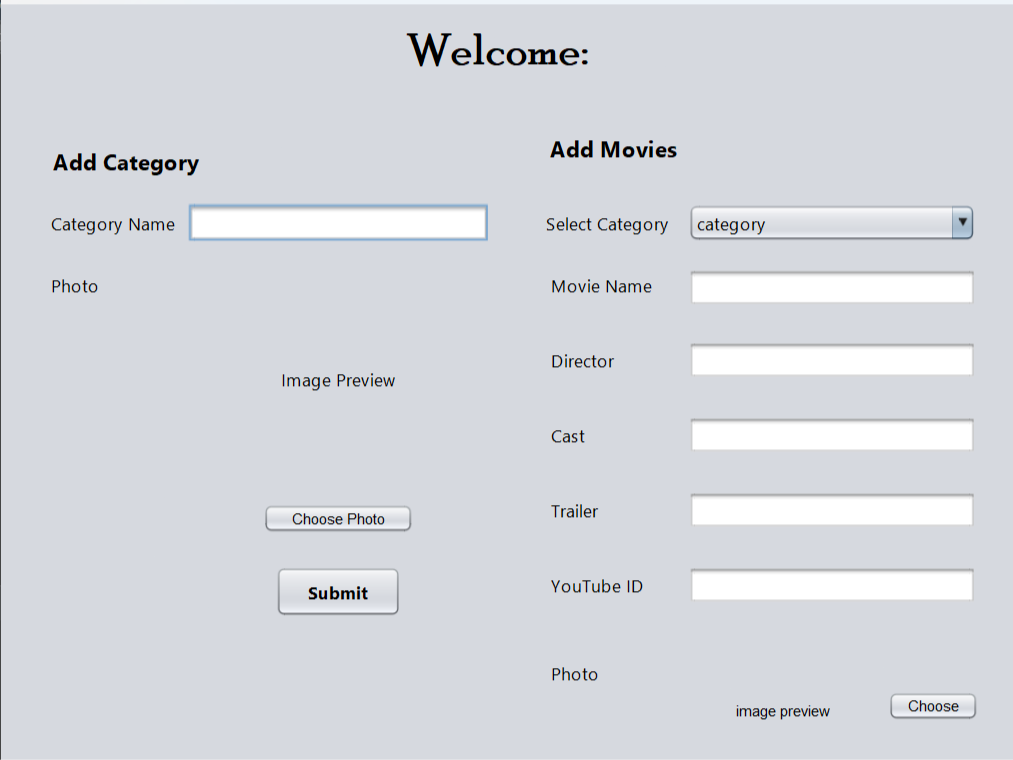 Welcome:
Add Category
Category Name
Photo
Image Preview
Choose Photo
Submit
Add Movies
Select Category
category
Movie Name
Director
Cast
Trailer
YouTube ID
Photo
image preview
Choose